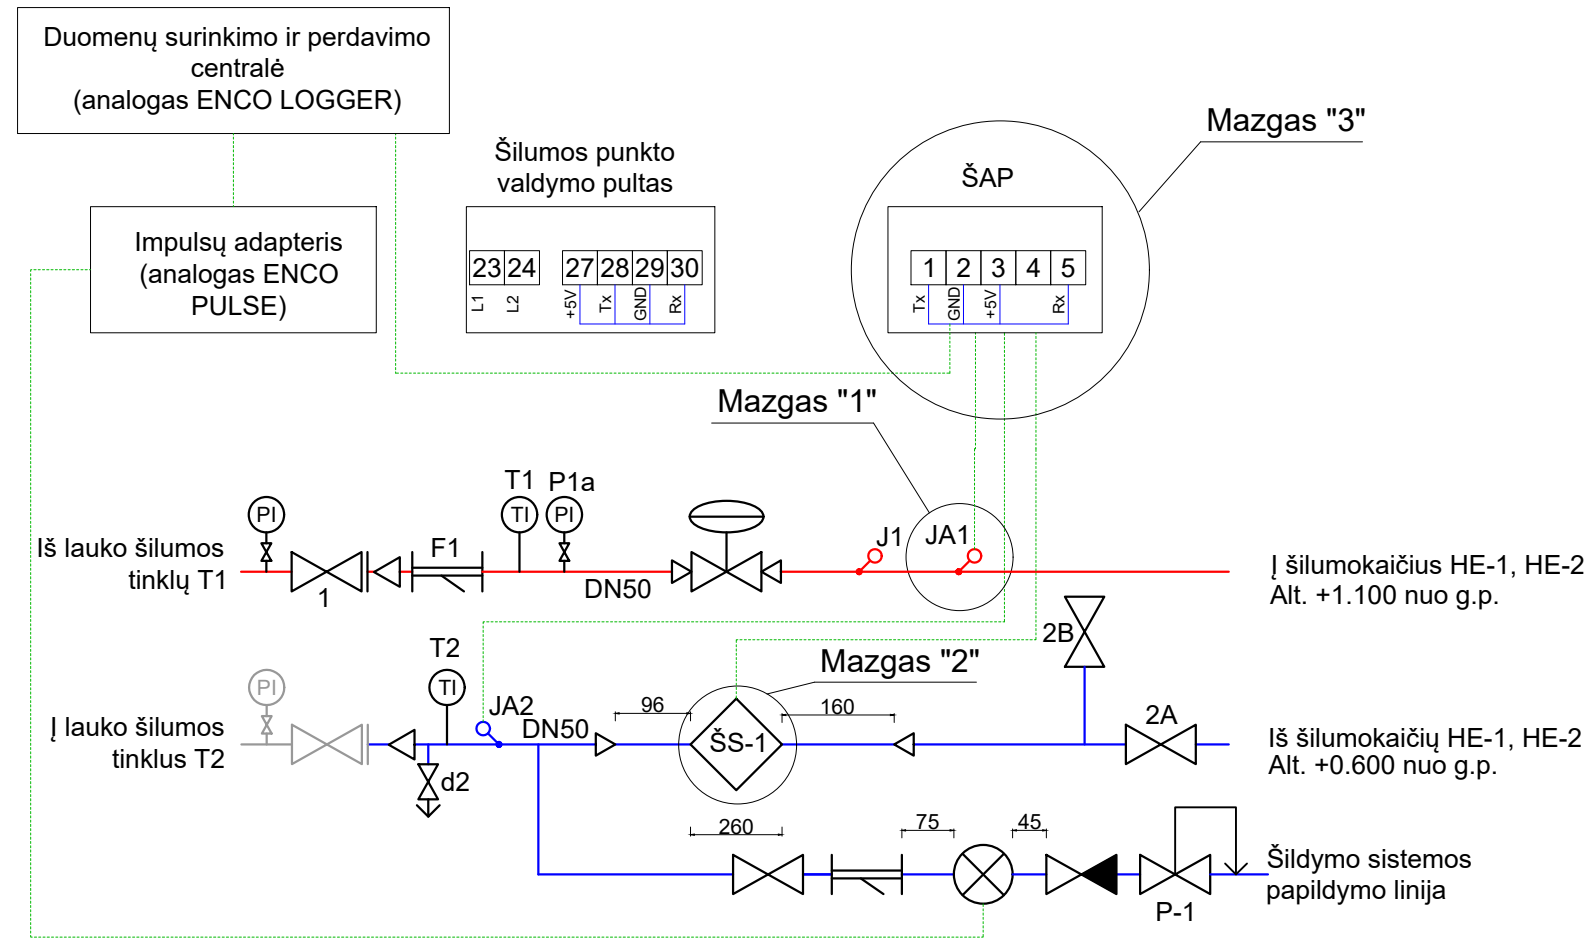 Duomenų surinkimo ir perdavimo
centralė
(analogas ENCO LOGGER)
Mazgas "3"
Šilumos punkto
valdymo pultas
ŠAP
Impulsų adapteris
(analogas ENCO
PULSE)
23 24 27 28 29 30
L1 L2 +5V Tx GND Rx
1 2 3 4 5
Tx GND +5V Rx
Mazgas "1"
T1 P1a
PI TI PI
Iš lauko šilumos
tinklų T1
1
F1
DN50
J1
JA1
Į šilumokaičius HE-1, HE-2
Alt. +1.100 nuo g.p.
2B
T2
Mazgas "2"
PI
TI
JA2
DN50
96
160
2A
Į lauko šilumos
tinklus T2
ŠS-1
Iš šilumokaičių HE-1, HE-2
Alt. +0.600 nuo g.p.
d2
260
75
45
Šildymo sistemos
papildymo linija
P-1